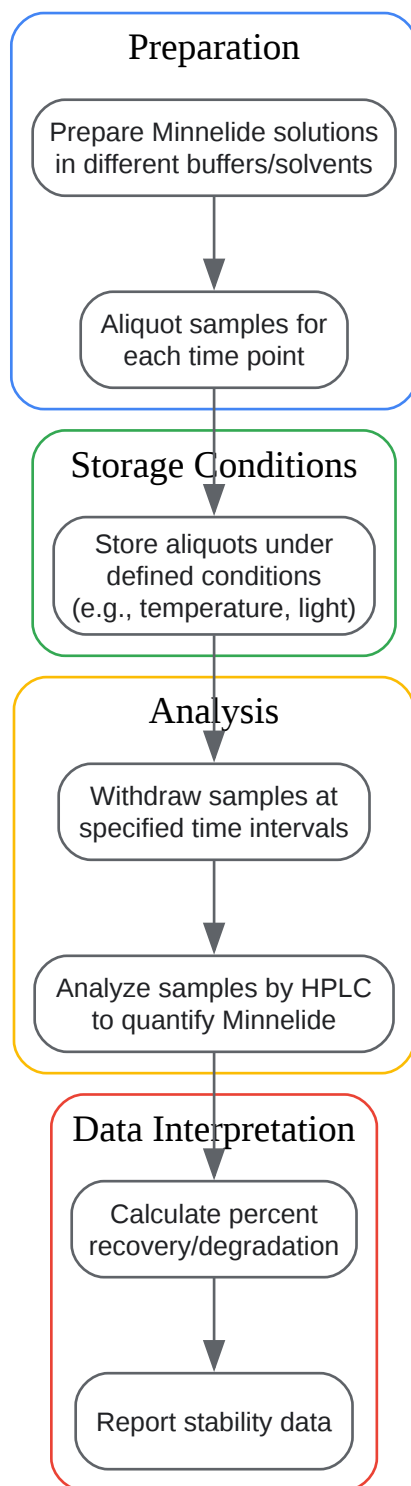 Preparation
Prepare Minnelide solutions
in different buffers/solvents
Aliquot samples for
each time point
Storage Conditions
Store aliquots under
defined conditions
(e.g., temperature, light)
Analysis
Withdraw samples at
specified time intervals
Analyze samples by HPLC
to quantify Minnelide
Data Interpretation
Calculate percent
recovery/degradation
Report stability data